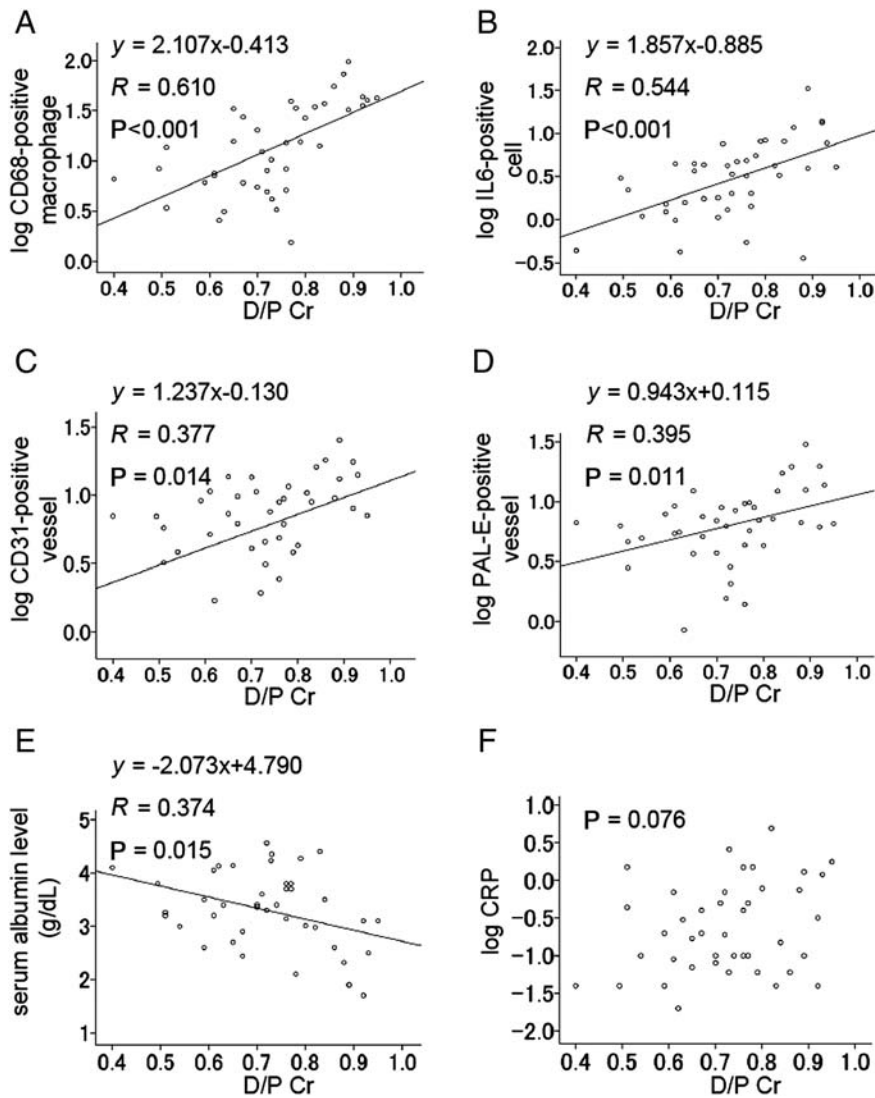 A
y = 2.107x-0.413
R = 0.610
P<0.001
log CD68-positive
macrophage
2.0
1.5
1.0
0.5
0.0
0.4 0.5 0.6 0.7 0.8 0.9 1.0
D/P Cr
B
y = 1.857x-0.885
R = 0.544
P<0.001
log IL6-positive
cell
2.0
1.5
1.0
0.5
0.0
−0.5
0.4 0.5 0.6 0.7 0.8 0.9 1.0
D/P Cr
C
y = 1.237x-0.130
R = 0.377
P = 0.014
log CD31-positive
vessel
1.5
1.0
0.5
0.0
0.4 0.5 0.6 0.7 0.8 0.9 1.0
D/P Cr
D
y = 0.943x+0.115
R = 0.395
P = 0.011
log PAL-E-positive
vessel
1.5
1.0
0.5
0.0
0.4 0.5 0.6 0.7 0.8 0.9 1.0
D/P Cr
E
y = -2.073x+4.790
R = 0.374
P = 0.015
serum albumin level
(g/dL)
5
4
3
2
1
0.4 0.5 0.6 0.7 0.8 0.9 1.0
D/P Cr
F
P = 0.076
log CRP
1.0
0.5
0.0
−0.5
−1.0
−1.5
−2.0
0.4 0.5 0.6 0.7 0.8 0.9 1.0
D/P Cr